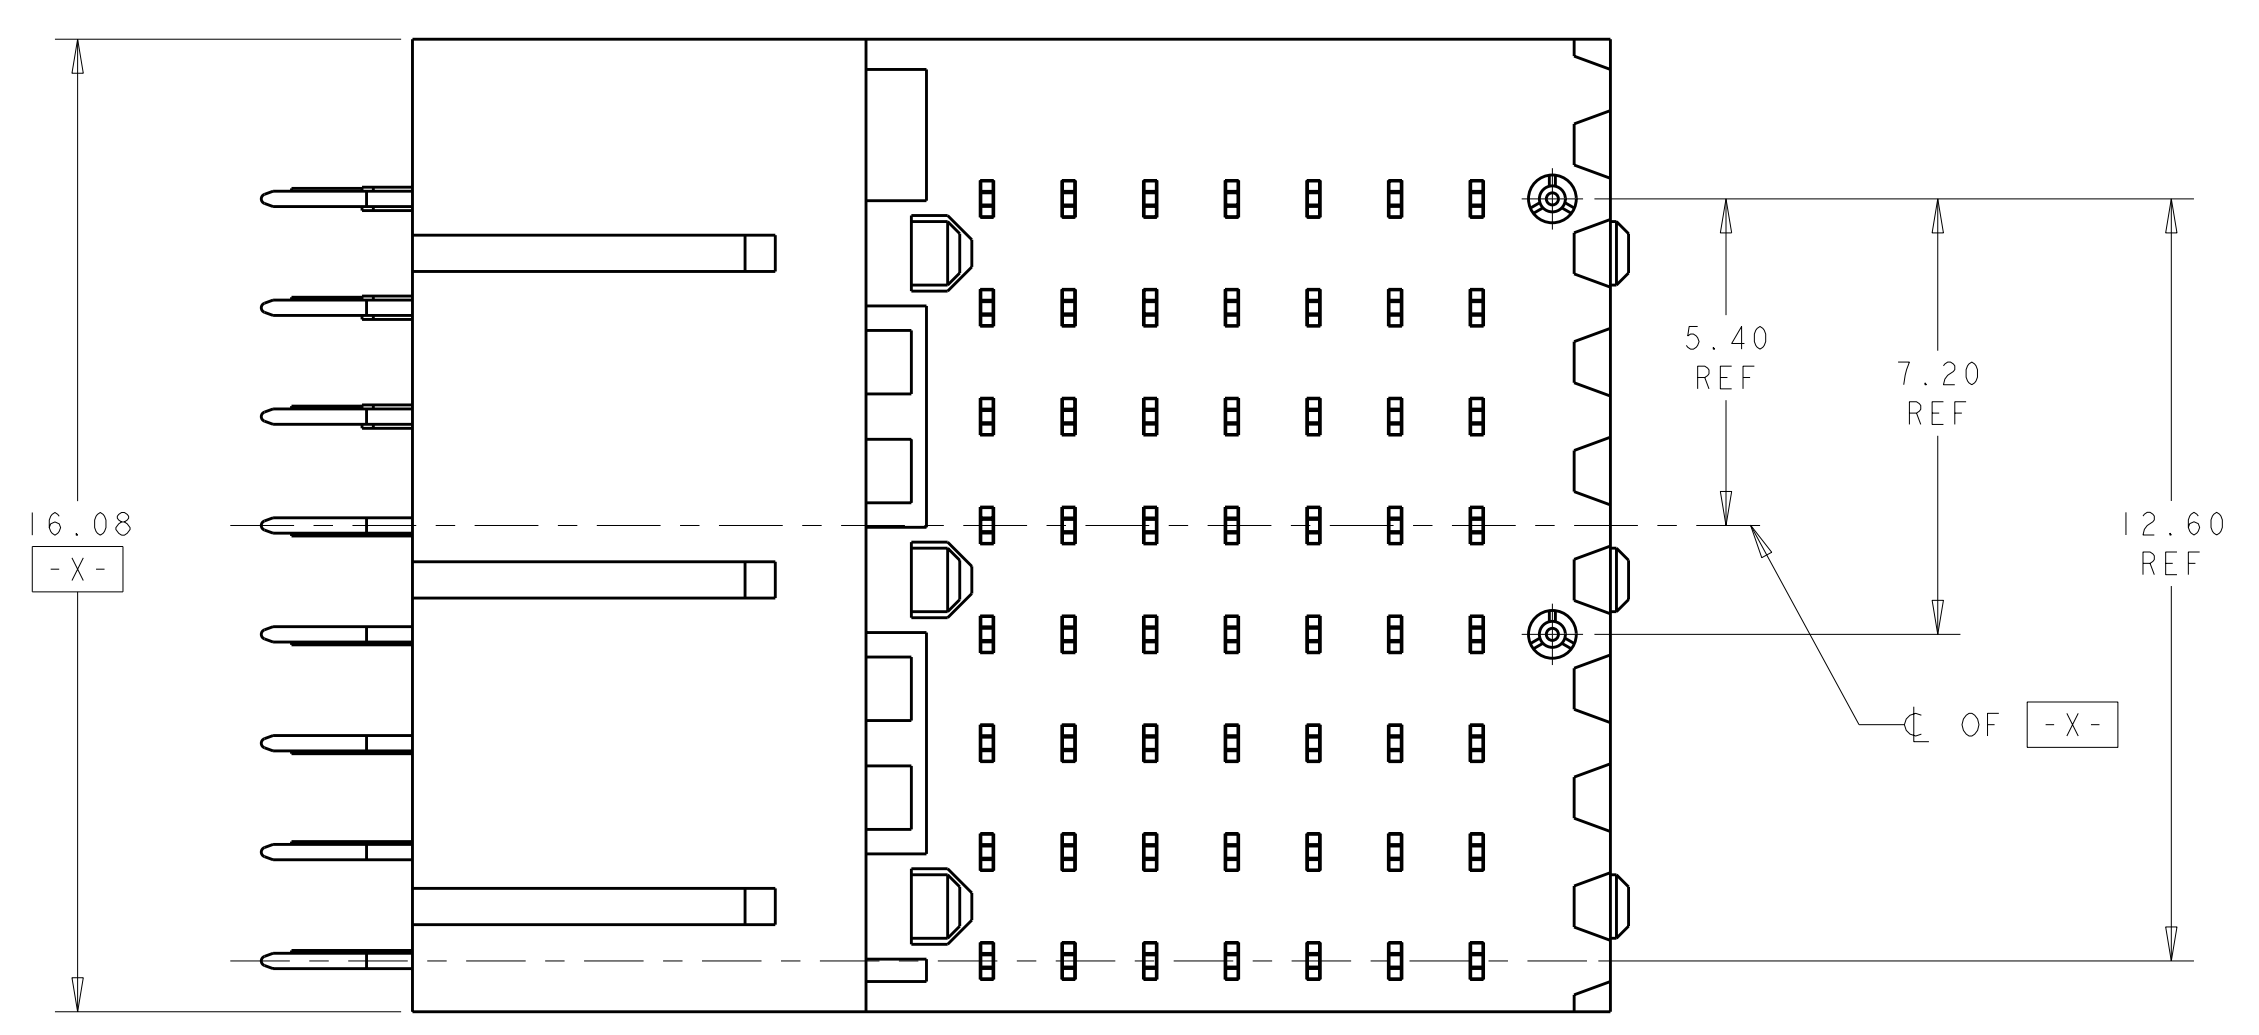 16.08
-X-
5.40
REF
7.20
REF
12.60
REF
℄ OF -X-